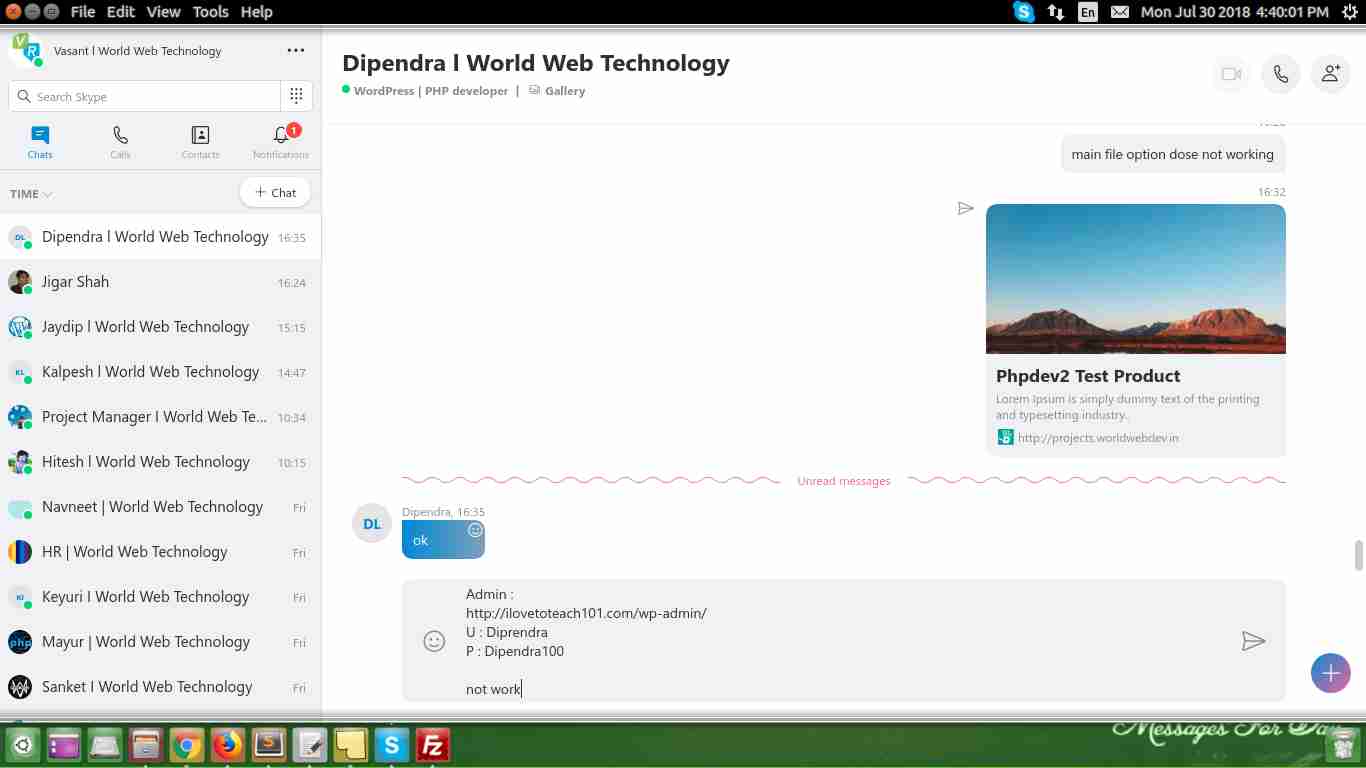 File Edit View Tools Help
En
Mon Jul 30 2018 4:40:01 PM
Vasant l World Web Technology
Search Skype
Chats
Calls
Contacts
1
Notifications
TIME
+ Chat
DL
Dipendra l World Web Technology 16:35
Jigar Shah 16:24
Jaydip l World Web Technology 15:15
KL
Kalpesh l World Web Technology 14:47
Project Manager I World Web Te... 10:34
Hitesh l World Web Technology 10:15
Navneet | World Web Technology Fri
HR | World Web Technology Fri
KI
Keyuri I World Web Technology Fri
php
Mayur | World Web Technology Fri
Sanket I World Web Technology Fri
Dipendra l World Web Technology
WordPress | PHP developer | Gallery
main file option dose not working
16:32
Phpdev2 Test Product
Lorem Ipsum is simply dummy text of the printing
and typesetting industry..
http://projects.worldwebdev.in
Unread messages
DL
Dipendra, 16:35
ok
Admin :
http://ilovetoteach101.com/wp-admin/
U : Diprendra
P : Dipendra100
not work
Messages For Day